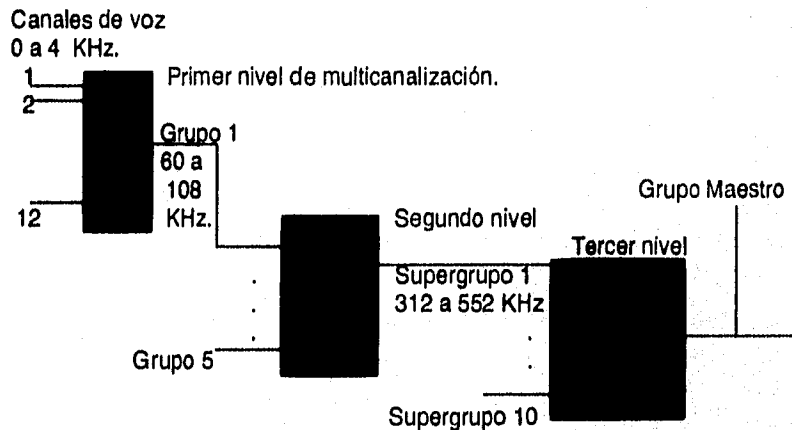 Canales de voz
0 a 4 KHz.
1
2
12
Primer nivel de multicanalización.
Grupo 1
60 a
108
KHz.
Grupo 5
Segundo nivel
Supergrupo 1
312 a 552 KHz
Supergrupo 10
Tercer nivel
Grupo Maestro